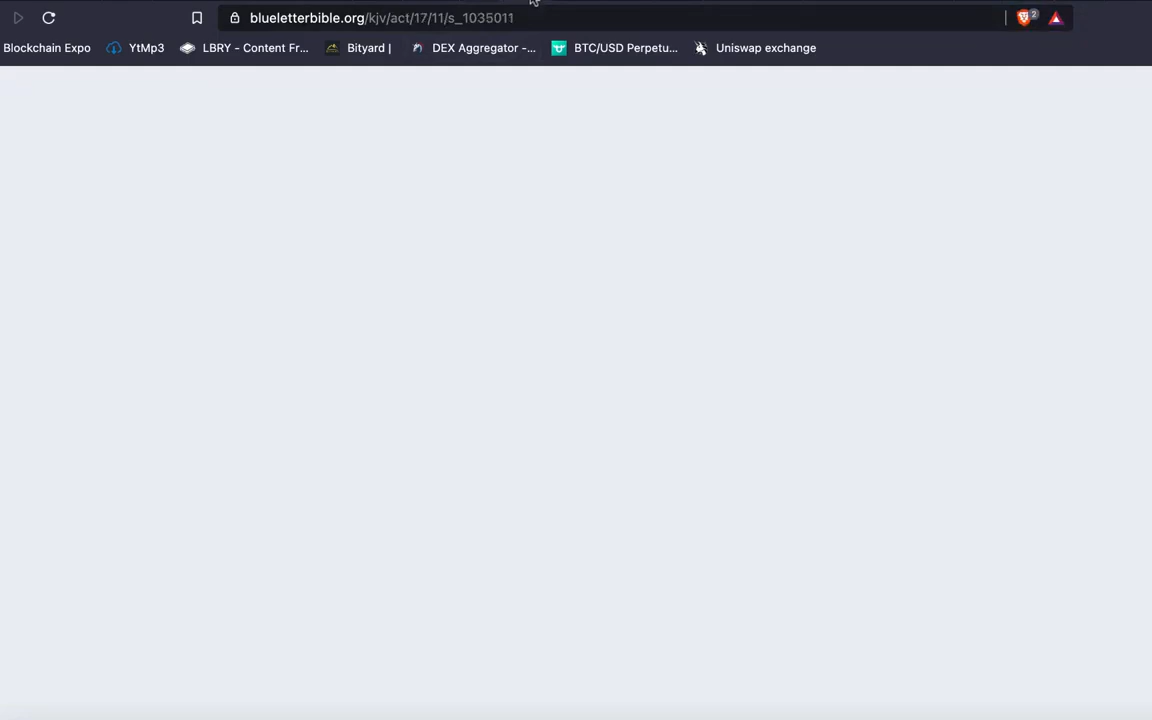 blueletterbible.org/kjv/act/17/11/s_1035011
2
Blockchain Expo YtMp3 LBRY - Content Fr... Bityard | DEX Aggregator -... BTC/USD Perpetu... Uniswap exchange